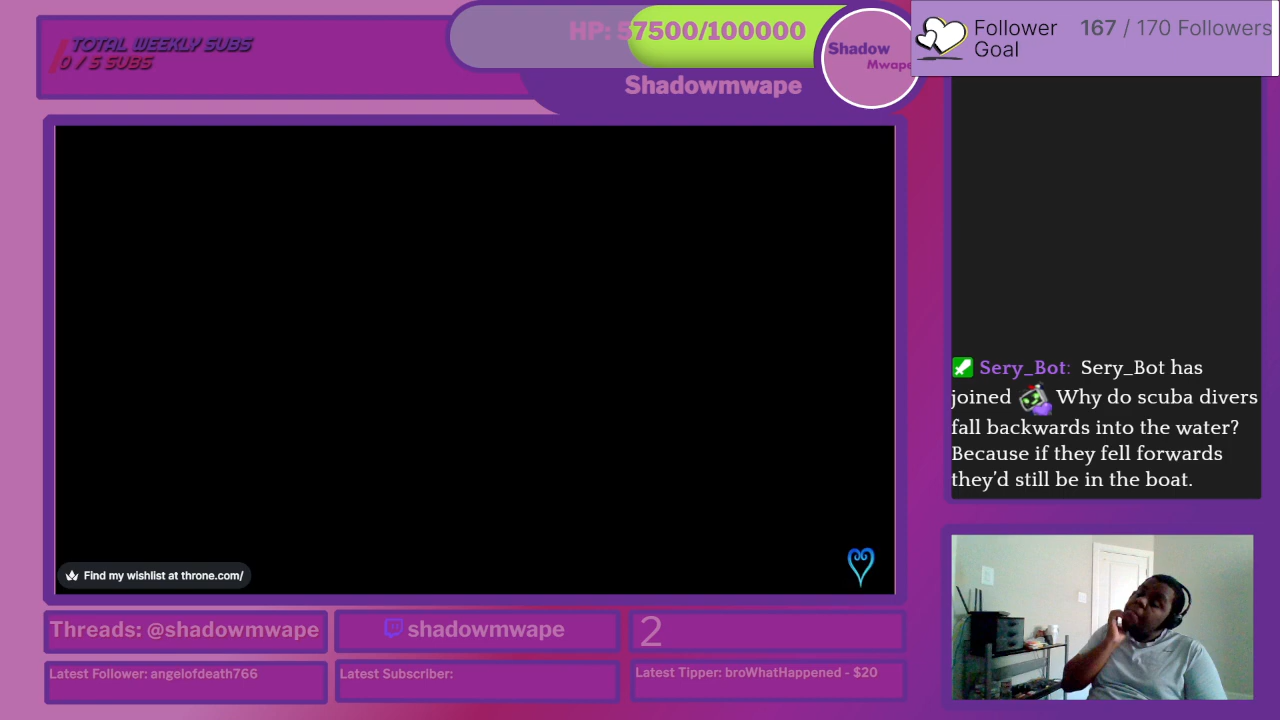 TOTAL WEEKLY SUBS
0 / 5 SUBS
HP: 57500/100000
Shadowmwape
Shadow
Mwape
Follower Goal
167 / 170 Followers
Sery_Bot: Sery_Bot has
joined Why do scuba divers
fall backwards into the water?
Because if they fell forwards
they'd still be in the boat.
Find my wishlist at throne.com/
Threads: @shadowmwape
shadowmwape
2
Latest Follower: angelofdeath766
Latest Subscriber:
Latest Tipper: broWhatHappened - $20